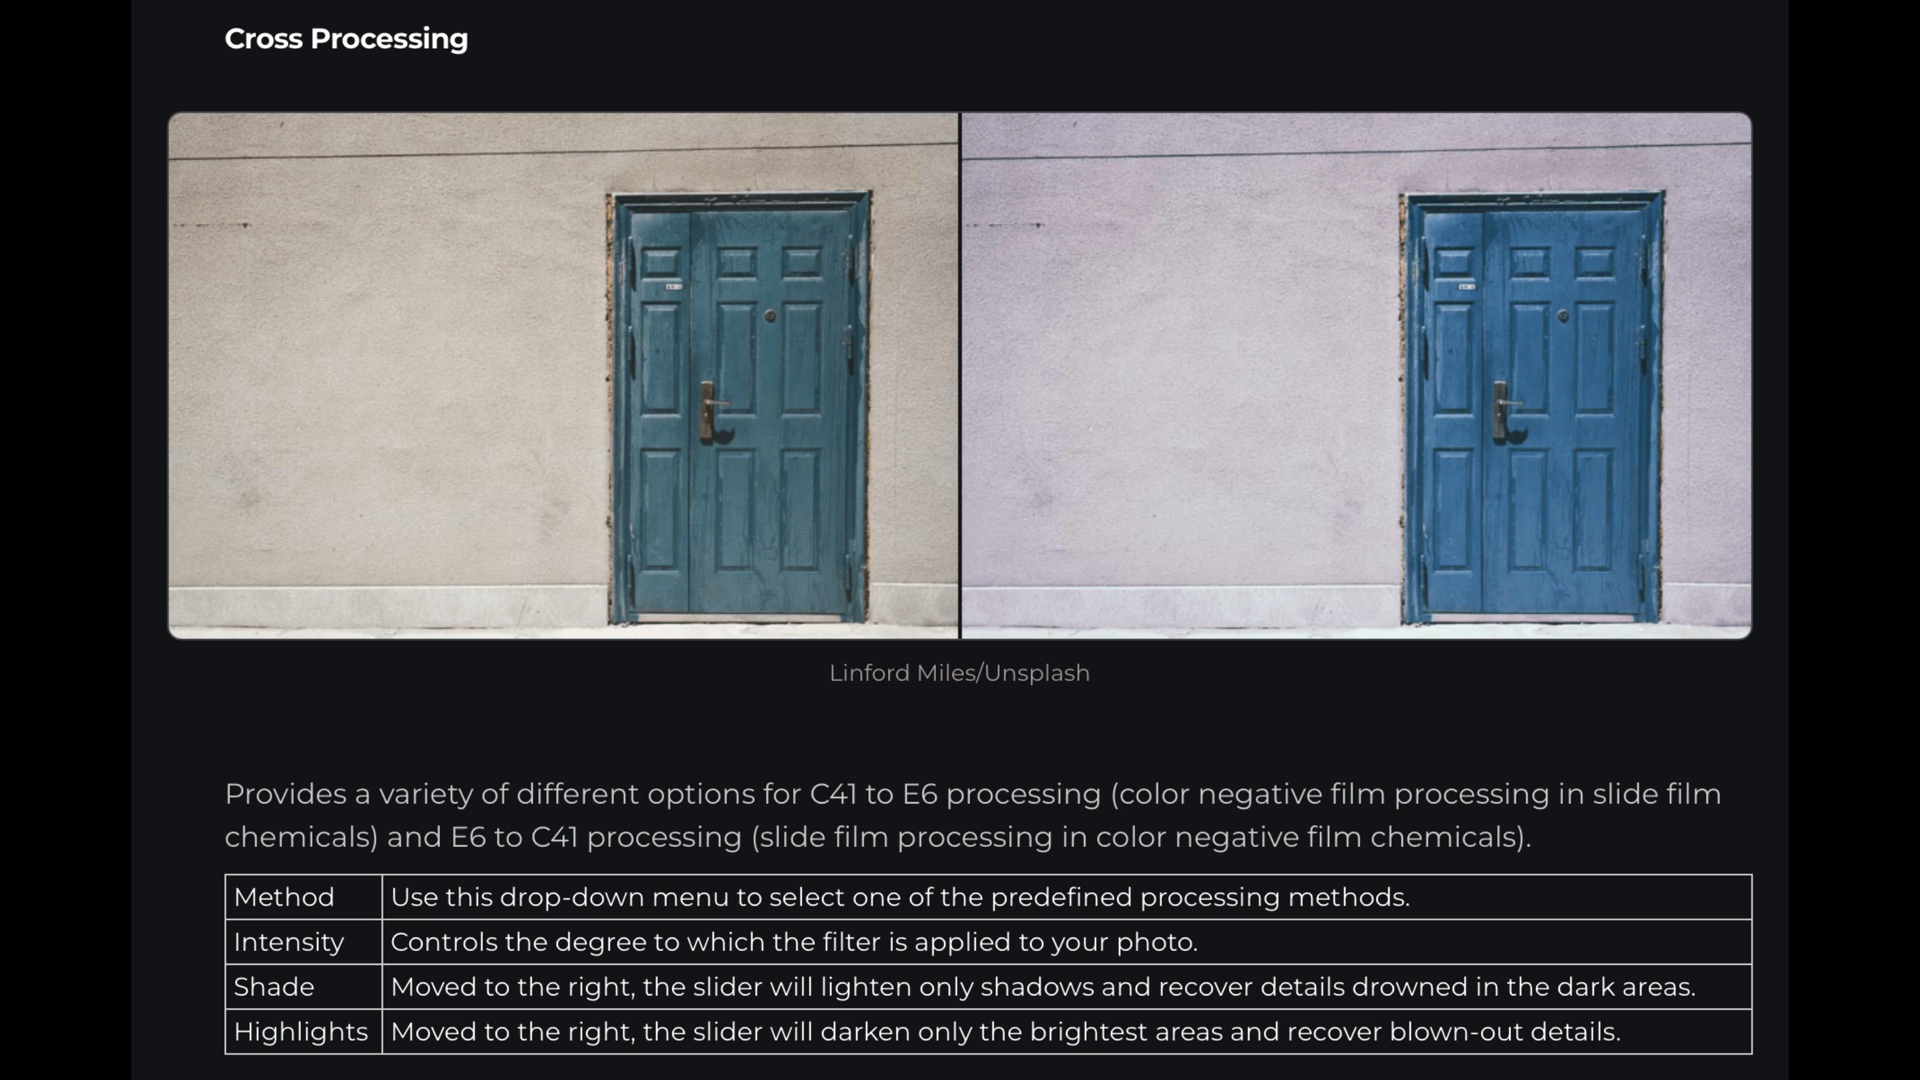 Cross Processing
Linford Miles/Unsplash
Provides a variety of different options for C41 to E6 processing (color negative film processing in slide film
chemicals) and E6 to C41 processing (slide film processing in color negative film chemicals).
Method Use this drop-down menu to select one of the predefined processing methods.
Intensity Controls the degree to which the filter is applied to your photo.
Shade Moved to the right, the slider will lighten only shadows and recover details drowned in the dark areas.
Highlights Moved to the right, the slider will darken only the brightest areas and recover blown-out details.